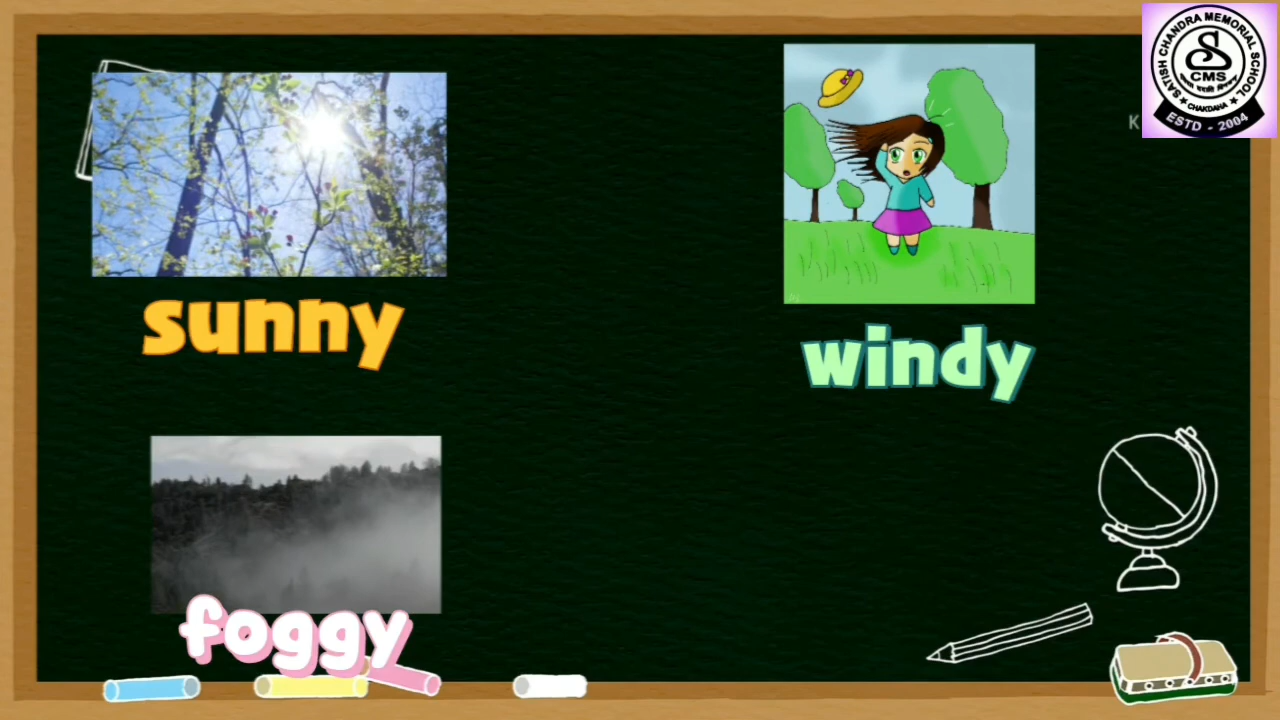 SATISH CHANDRA MEMORIAL SCHOOL
S
CMS
★ CHAKDAHA ★
ESTD - 2004
K
sunny
windy
foggy